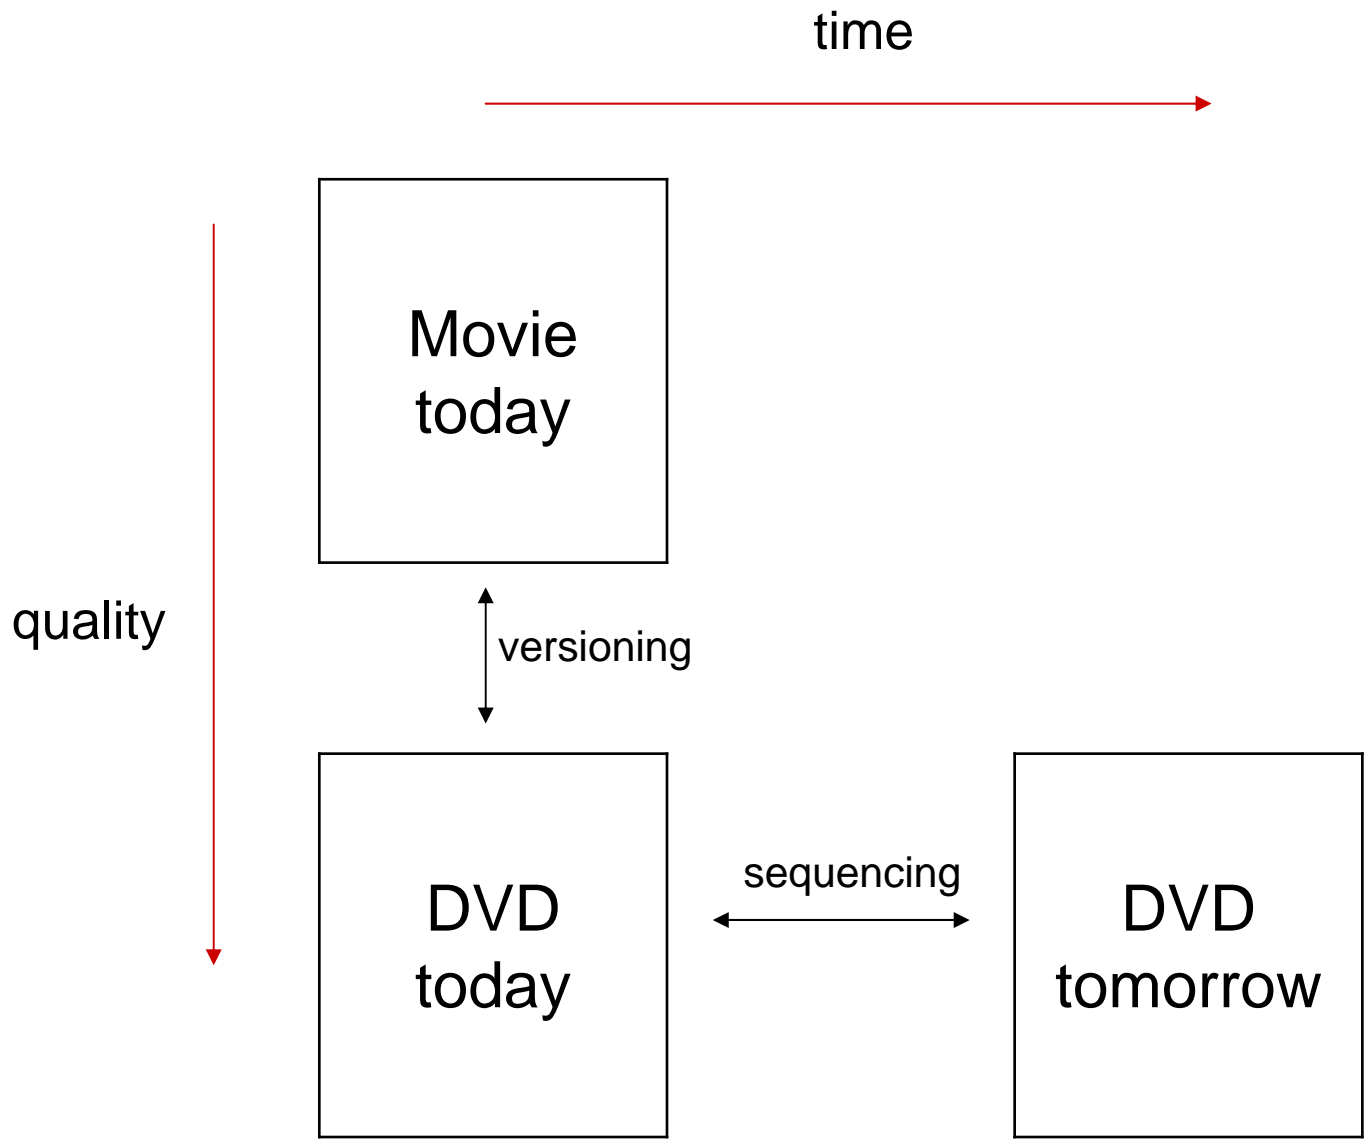 time
Movie
today
quality
versioning
DVD
today
sequencing
DVD
tomorrow